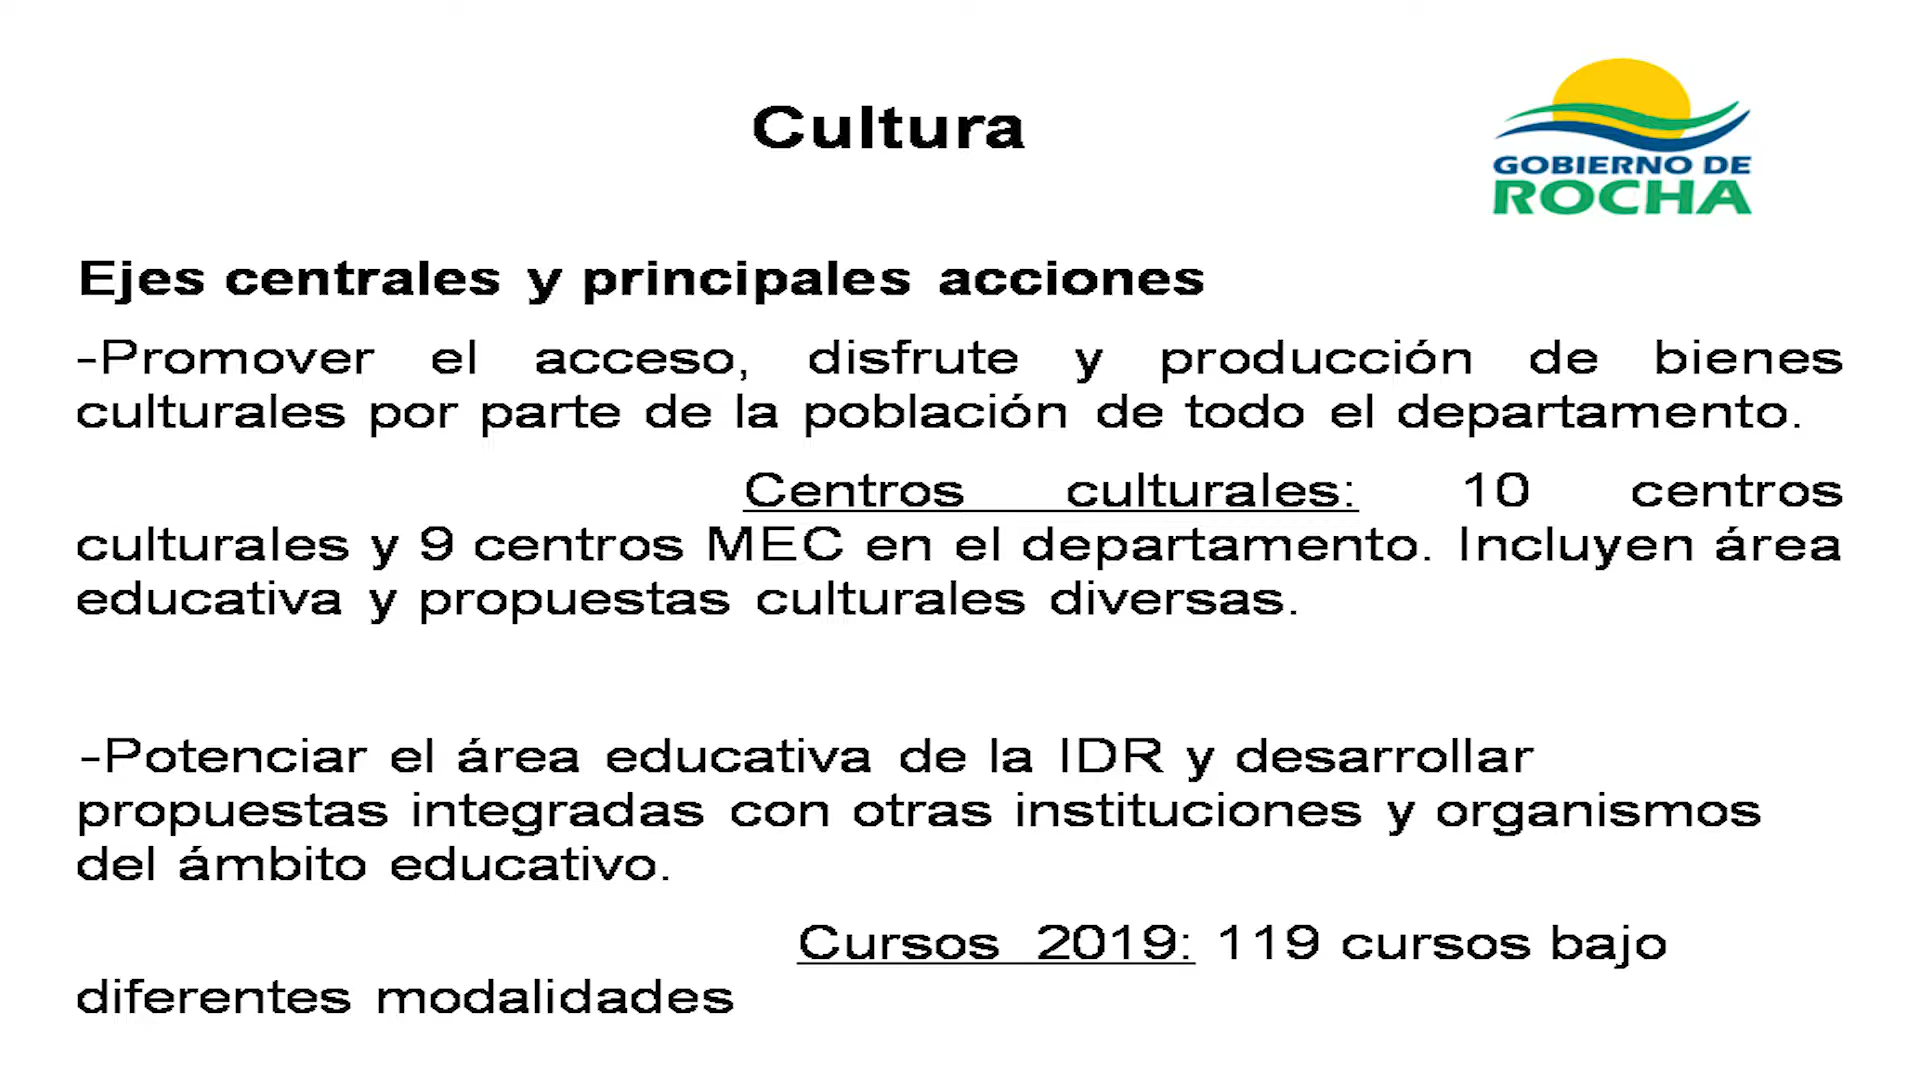 Cultura
GOBIERNO DE
ROCHA
Ejes centrales y principales acciones
-Promover el acceso, disfrute y producción de bienes
culturales por parte de la población de todo el departamento.
Centros culturales: 10 centros
culturales y 9 centros MEC en el departamento. Incluyen área
educativa y propuestas culturales diversas.
-Potenciar el área educativa de la IDR y desarrollar
propuestas integradas con otras instituciones y organismos
del ámbito educativo.
Cursos 2019: 119 cursos bajo
diferentes modalidades